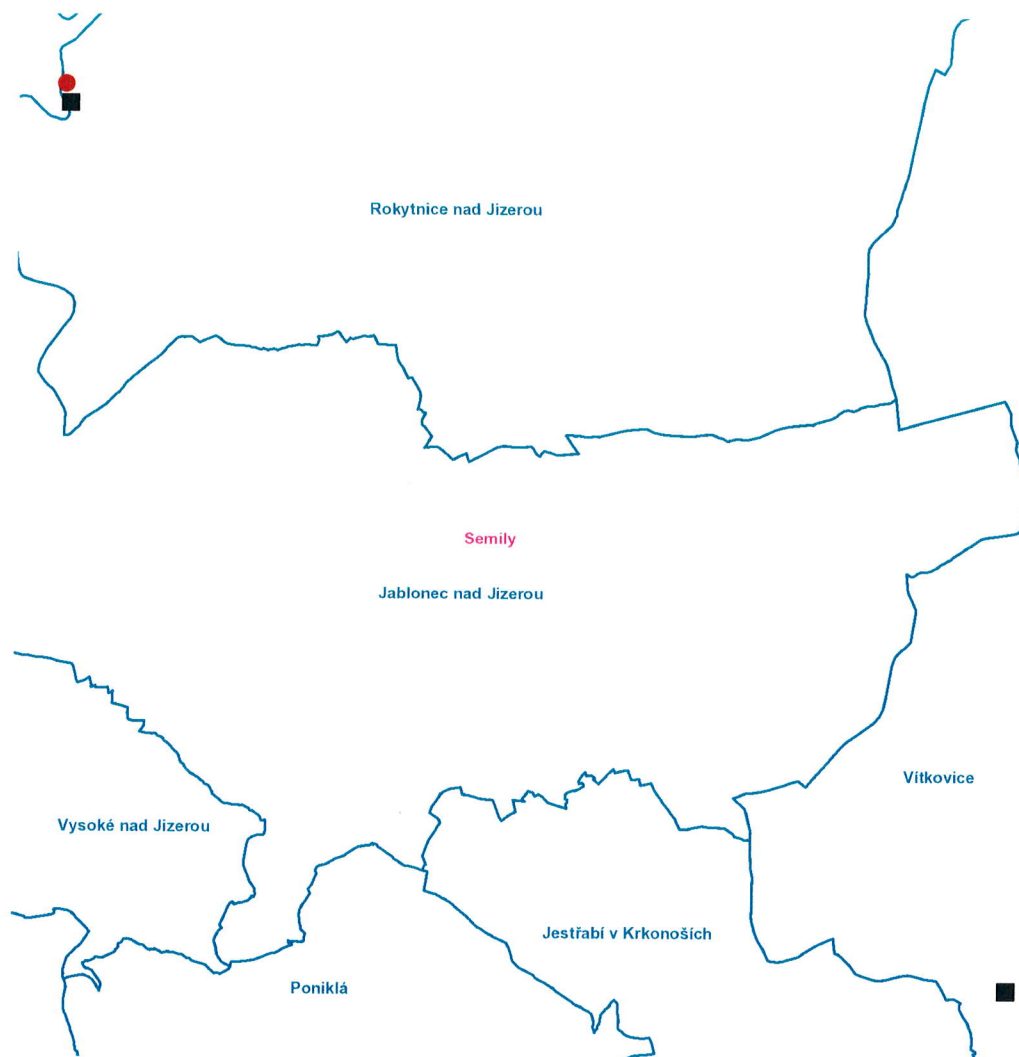 Rokytnice nad Jizerou
Semily
Jablonec nad Jizerou
Vítkovice
Vysoké nad Jizerou
Jestřabí v Krkonoších
Poniklá